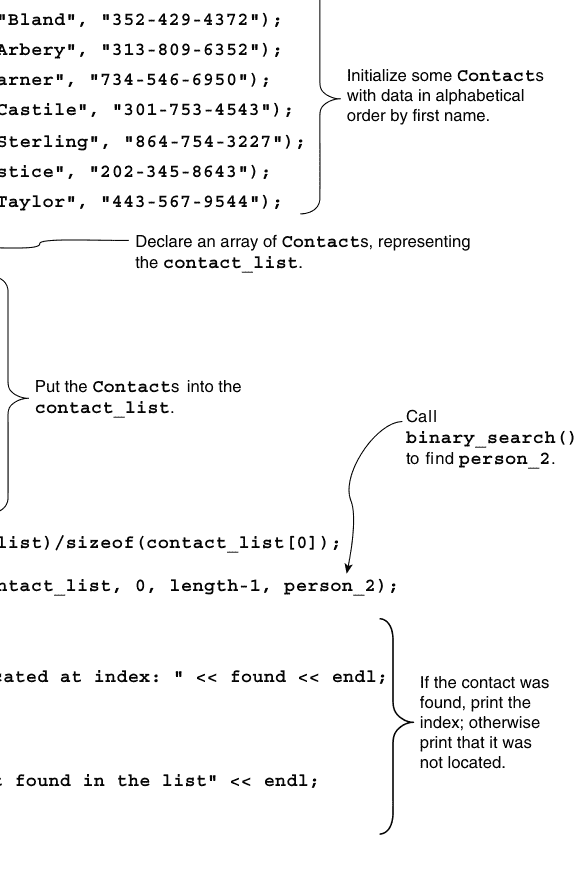 "Bland", "352-429-4372");
Arbery", "313-809-6352");
arner", "734-546-6950");
Castile", "301-753-4543");
Sterling", "864-754-3227");
stice", "202-345-8643");
Taylor", "443-567-9544");
Initialize some Contacts
with data in alphabetical
order by first name.
Declare an array of Contacts, representing
the contact_list.
Put the Contacts into the
contact_list.
Call
binary_search()
to find person_2.
list)/sizeof(contact_list[0]);
ntact_list, 0, length-1, person_2);
cated at index: " << found << endl;
If the contact was
found, print the
index; otherwise
print that it was
not located.
t found in the list" << endl;